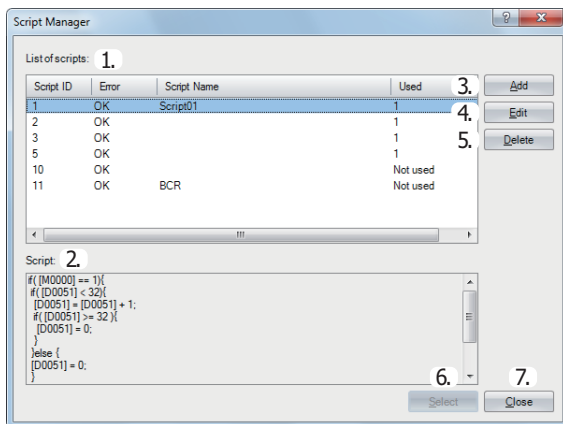 Script Manager
List of scripts: 1.
Script ID Error Script Name Used
1 OK Script01 1
2 OK 1
3 OK 1
5 OK 1
10 OK Not used
11 OK BCR Not used
3. Add
4. Edit
5. Delete
Script: 2.
if( [M0000] == 1){
if( [D0051] < 32){
[D0051] = [D0051] + 1;
if( [D0051] >= 32 ){
[D0051] = 0;
}
}else {
[D0051] = 0;
}
6. Select
7. Close